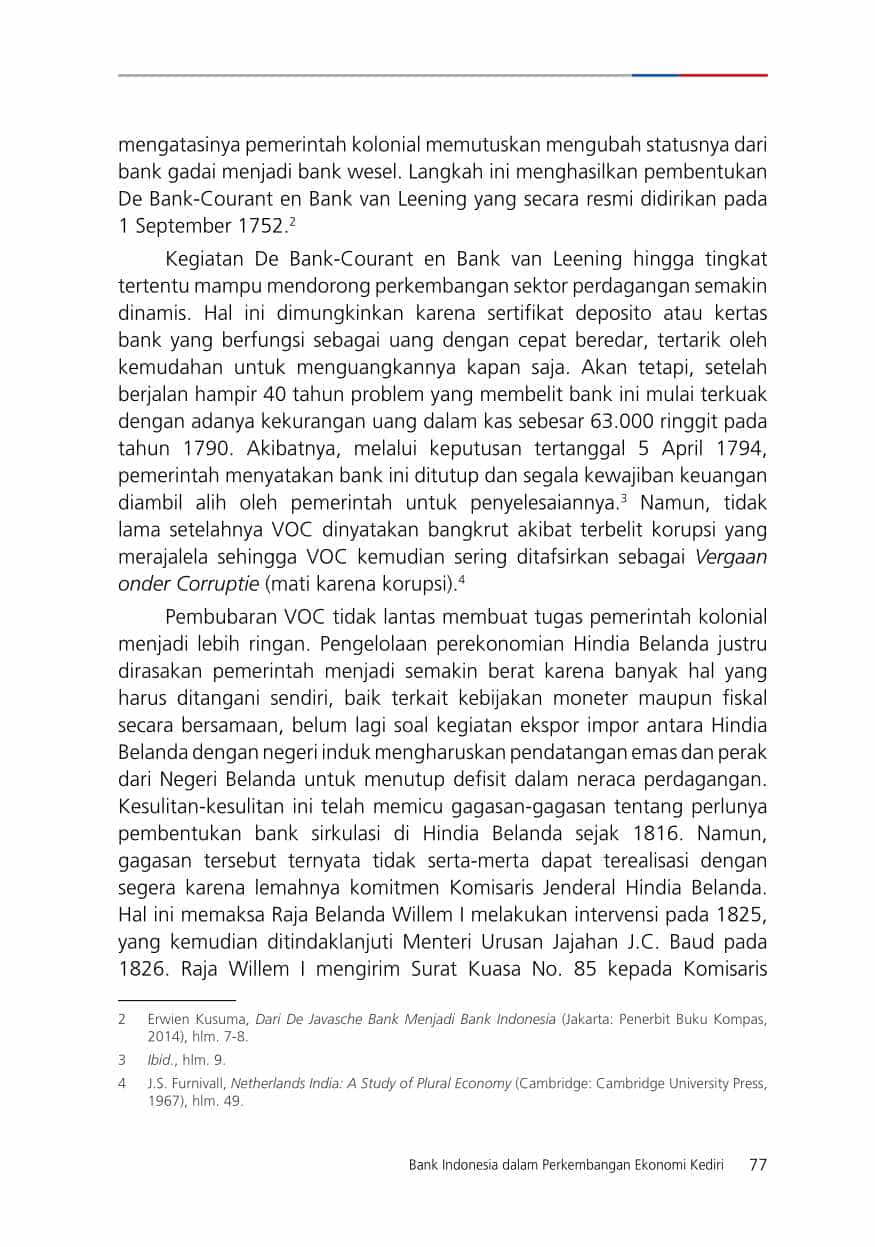 mengatasinya pemerintah kolonial memutuskan mengubah statusnya dari
bank gadai menjadi bank wesel. Langkah ini menghasilkan pembentukan
De Bank-Courant en Bank van Leening yang secara resmi didirikan pada
1 September 1752.2
Kegiatan De Bank-Courant en Bank van Leening hingga tingkat
tertentu mampu mendorong perkembangan sektor perdagangan semakin
dinamis. Hal ini dimungkinkan karena sertifikat deposito atau kertas
bank yang berfungsi sebagai uang dengan cepat beredar, tertarik oleh
kemudahan untuk menguangkannya kapan saja. Akan tetapi, setelah
berjalan hampir 40 tahun problem yang membelit bank ini mulai terkuak
dengan adanya kekurangan uang dalam kas sebesar 63.000 ringgit pada
tahun 1790. Akibatnya, melalui keputusan tertanggal 5 April 1794,
pemerintah menyatakan bank ini ditutup dan segala kewajiban keuangan
diambil alih oleh pemerintah untuk penyelesaiannya.3 Namun, tidak
lama setelahnya VOC dinyatakan bangkrut akibat terbelit korupsi yang
merajalela sehingga VOC kemudian sering ditafsirkan sebagai Vergaan
onder Corruptie (mati karena korupsi).4
Pembubaran VOC tidak lantas membuat tugas pemerintah kolonial
menjadi lebih ringan. Pengelolaan perekonomian Hindia Belanda justru
dirasakan pemerintah menjadi semakin berat karena banyak hal yang
harus ditangani sendiri, baik terkait kebijakan moneter maupun fiskal
secara bersamaan, belum lagi soal kegiatan ekspor impor antara Hindia
Belanda dengan negeri induk mengharuskan pendatangan emas dan perak
dari Negeri Belanda untuk menutup defisit dalam neraca perdagangan.
Kesulitan-kesulitan ini telah memicu gagasan-gagasan tentang perlunya
pembentukan bank sirkulasi di Hindia Belanda sejak 1816. Namun,
gagasan tersebut ternyata tidak serta-merta dapat terealisasi dengan
segera karena lemahnya komitmen Komisaris Jenderal Hindia Belanda.
Hal ini memaksa Raja Belanda Willem I melakukan intervensi pada 1825,
yang kemudian ditindaklanjuti Menteri Urusan Jajahan J.C. Baud pada
1826. Raja Willem I mengirim Surat Kuasa No. 85 kepada Komisaris
2 Erwien Kusuma, Dari De Javasche Bank Menjadi Bank Indonesia (Jakarta: Penerbit Buku Kompas,
2014), hlm. 7-8.
3 Ibid., hlm. 9.
4 J.S. Furnivall, Netherlands India: A Study of Plural Economy (Cambridge: Cambridge University Press,
1967), hlm. 49.
Bank Indonesia dalam Perkembangan Ekonomi Kediri 77